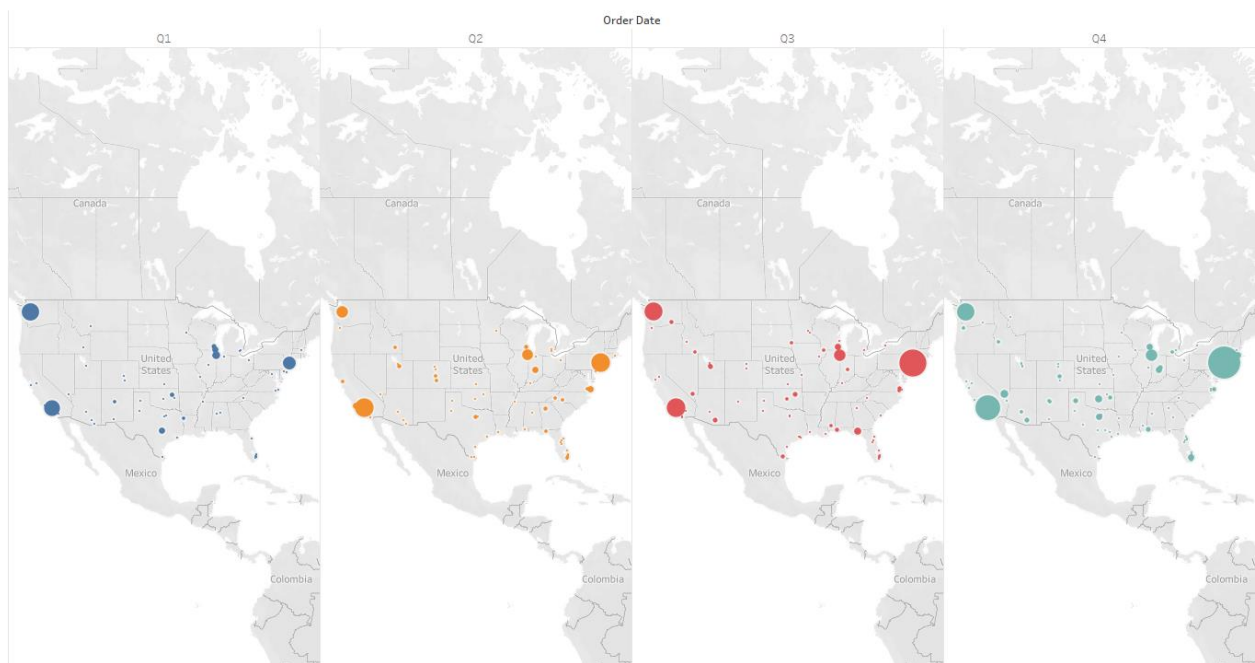 Order Date
Q1 Q2 Q3 Q4
Canada Canada Canada Canada
United United United United
States States States States
Mexico Mexico Mexico Mexico
Colombia Colombia Colombia Colombia